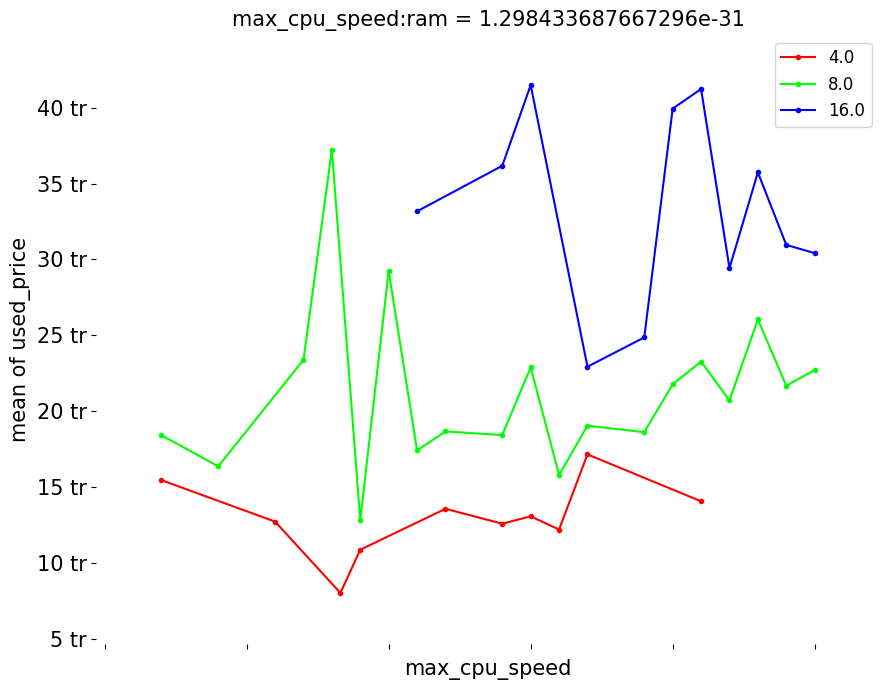 max_cpu_speed:ram = 1.298433687667296e-31
4.0
8.0
16.0
40 tr
35 tr
30 tr
25 tr
20 tr
15 tr
10 tr
5 tr
mean of used_price
max_cpu_speed